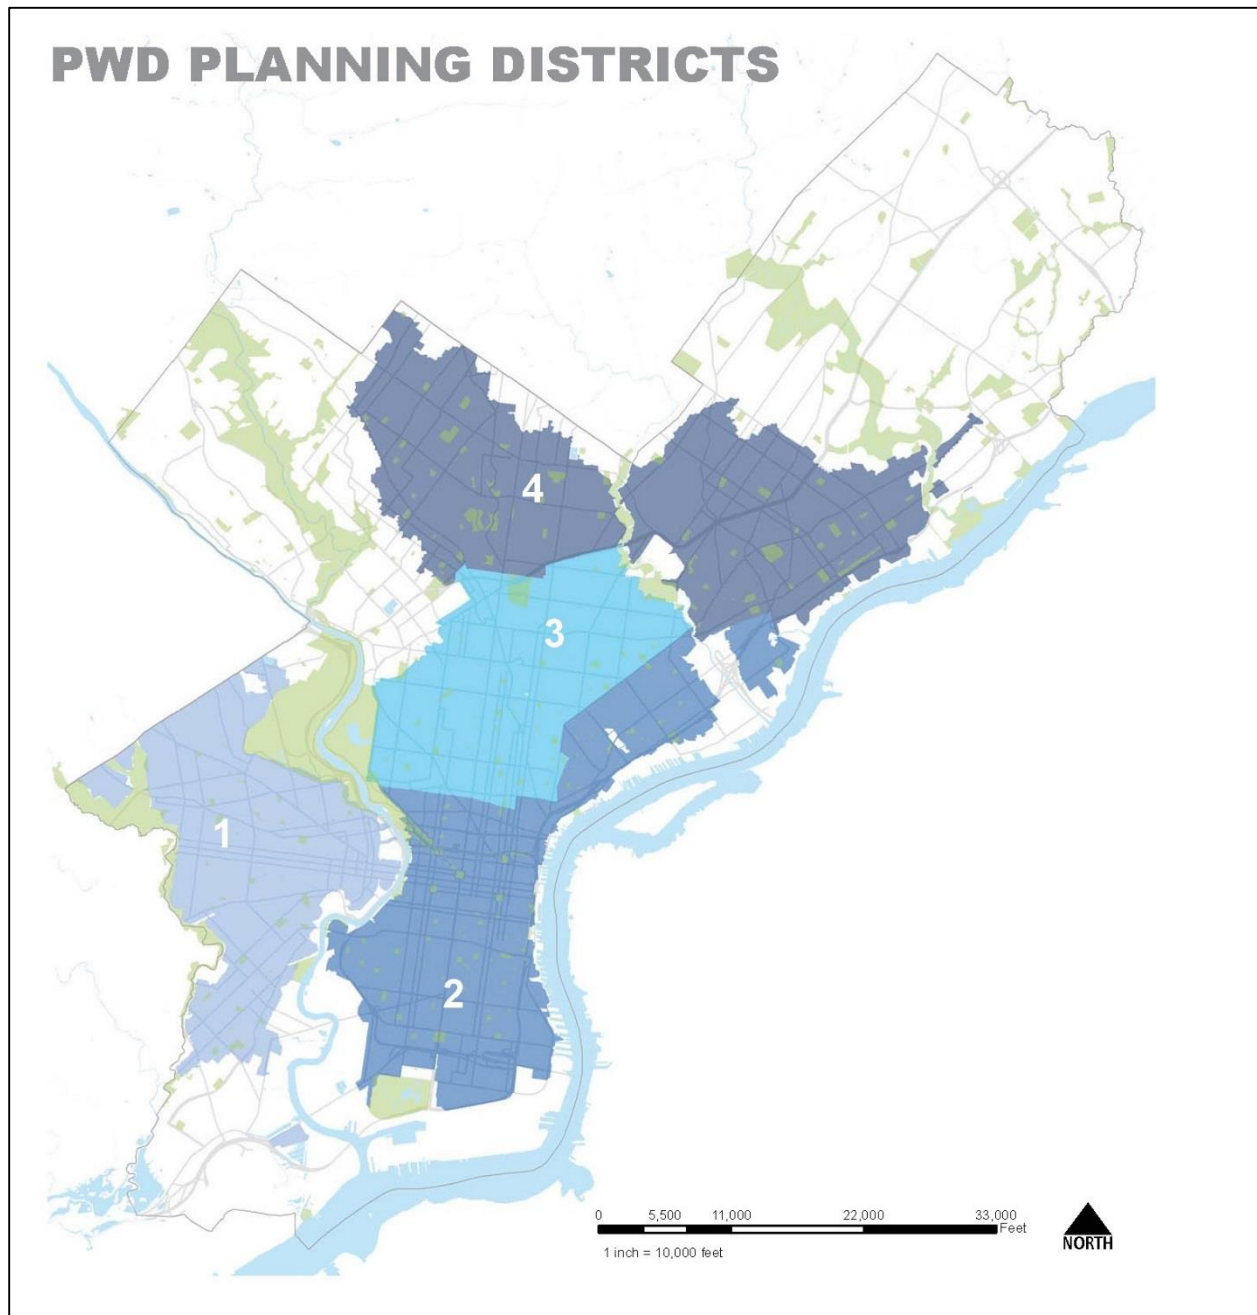 PWD PLANNING DISTRICTS
4
3
1
2
0 5,500 11,000 22,000 33,000
Feet
1 inch = 10,000 feet
NORTH